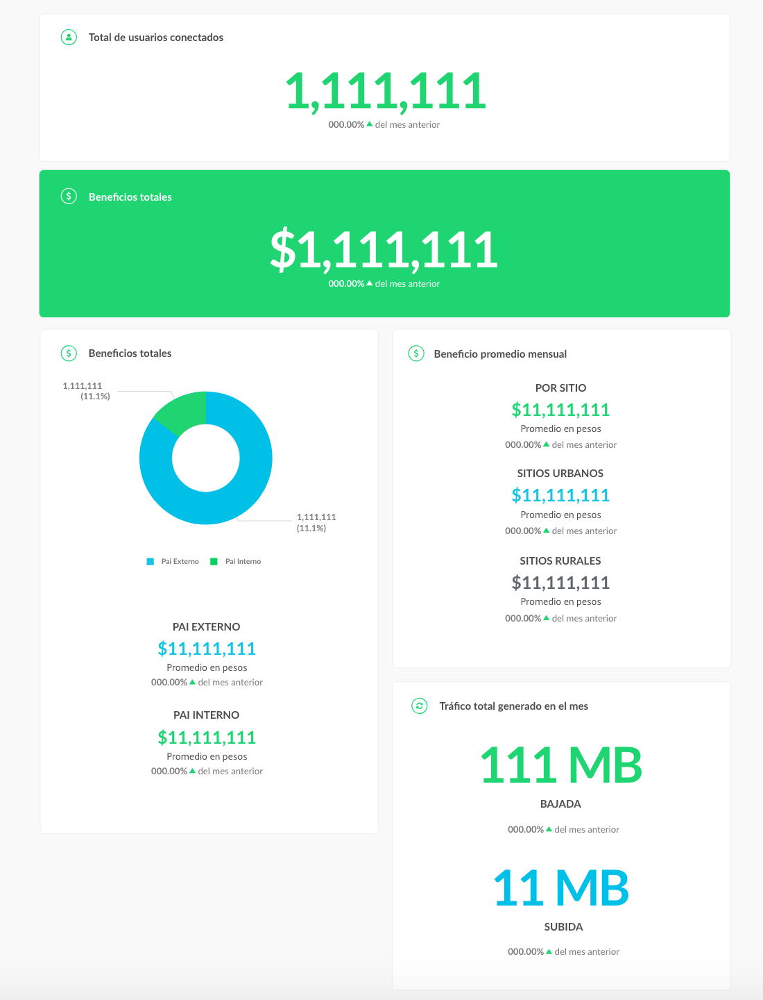 Total de usuarios conectados
1,111,111
000.00% ▲ del mes anterior
$ Beneficios totales
$1,111,111
000.00% ▲ del mes anterior
$ Beneficios totales
1,111,111
(11.1%)
1,111,111
(11.1%)
Pai Externo Pai Interno
PAI EXTERNO
$11,111,111
Promedio en pesos
000.00% ▲ del mes anterior
PAI INTERNO
$11,111,111
Promedio en pesos
000.00% ▲ del mes anterior
$ Beneficio promedio mensual
POR SITIO
$11,111,111
Promedio en pesos
000.00% ▲ del mes anterior
SITIOS URBANOS
$11,111,111
Promedio en pesos
000.00% ▲ del mes anterior
SITIOS RURALES
$11,111,111
Promedio en pesos
000.00% ▲ del mes anterior
Tráfico total generado en el mes
111 MB
BAJADA
000.00% ▲ del mes anterior
11 MB
SUBIDA
000.00% ▲ del mes anterior